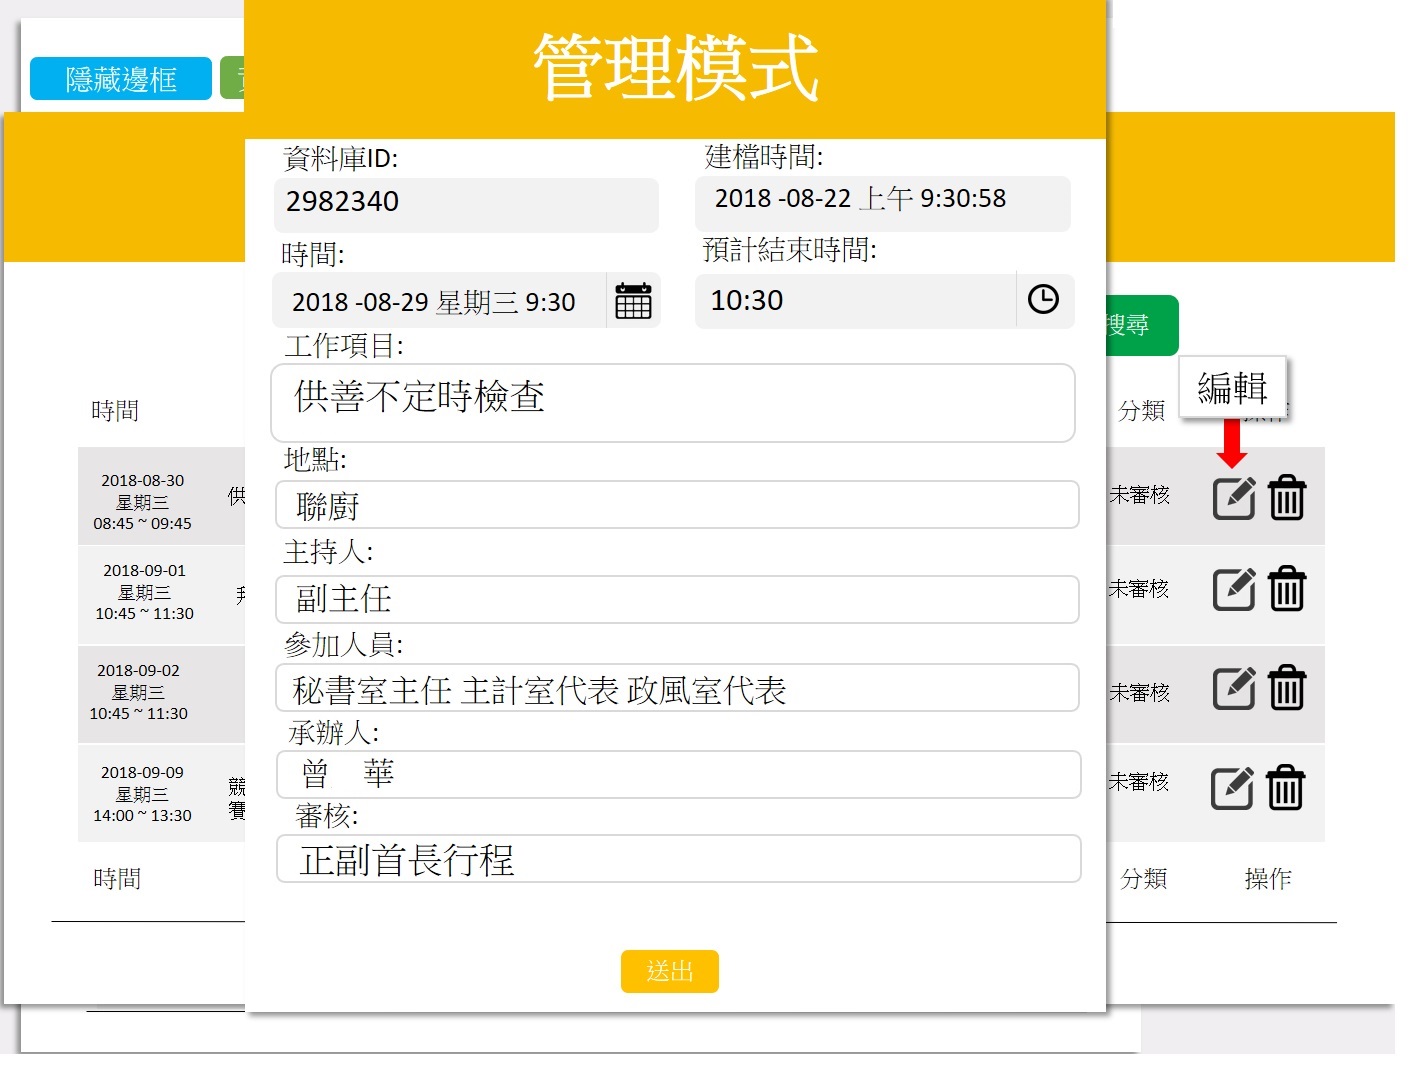 管理模式
隱藏邊框
資料庫ID:
建檔時間:
2982340
2018 -08-22 上午 9:30:58
時間:
預計結束時間:
2018 -08-29 星期三 9:30
10:30
工作項目:
供善不定時檢查
地點:
聯廚
主持人:
副主任
參加人員:
秘書室主任 主計室代表 政風室代表
承辦人:
曾 華
審核:
正副首長行程
送出
搜尋
編輯
時間
分類
2018-08-30
星期三
08:45 ~ 09:45
供
未審核
2018-09-01
星期三
10:45 ~ 11:30
未審核
2018-09-02
星期三
10:45 ~ 11:30
未審核
2018-09-09
星期三
14:00 ~ 13:30
競
賽
未審核
時間
分類
操作